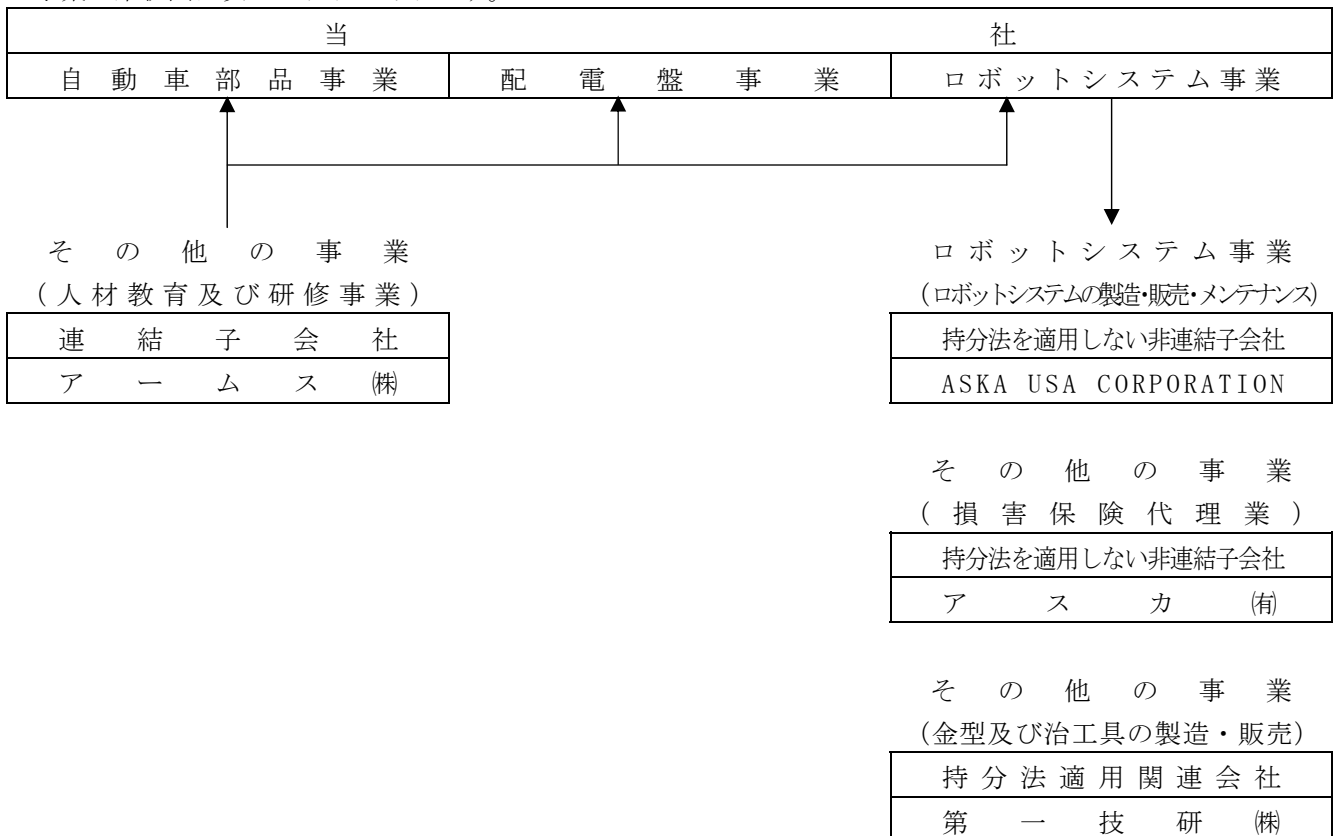 当社
自動車部品事業 配電盤事業 ロボットシステム事業
その他の事業
(人材教育及び研修事業)
連結子会社
アームス㈱
ロボットシステム事業
(ロボットシステムの製造・販売・メンテナンス)
持分法を適用しない非連結子会社
ASKA USA CORPORATION
その他の事業
(損害保険代理業)
持分法を適用しない非連結子会社
アスカ㈲
その他の事業
(金型及び治工具の製造・販売)
持分法適用関連会社
第一技研㈱